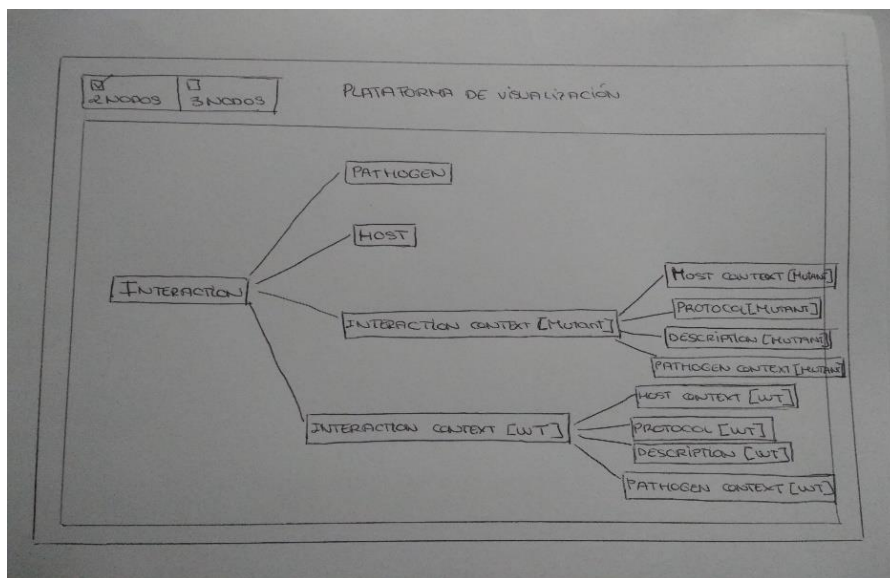 2 NODOS
3 NODOS
PLATAFORMA DE VISUALIZACIÓN
PATHOGEN
HOST
INTERACTION
INTERACTION CONTEXT [MUTANT]
HOST CONTEXT [MUTANT]
PROTOCOL [MUTANT]
DESCRIPTION [MUTANT]
PATHOGEN CONTEXT [MUTANT]
INTERACTION CONTEXT [WT]
HOST CONTEXT [WT]
PROTOCOL [WT]
DESCRIPTION [WT]
PATHOGEN CONTEXT [WT]